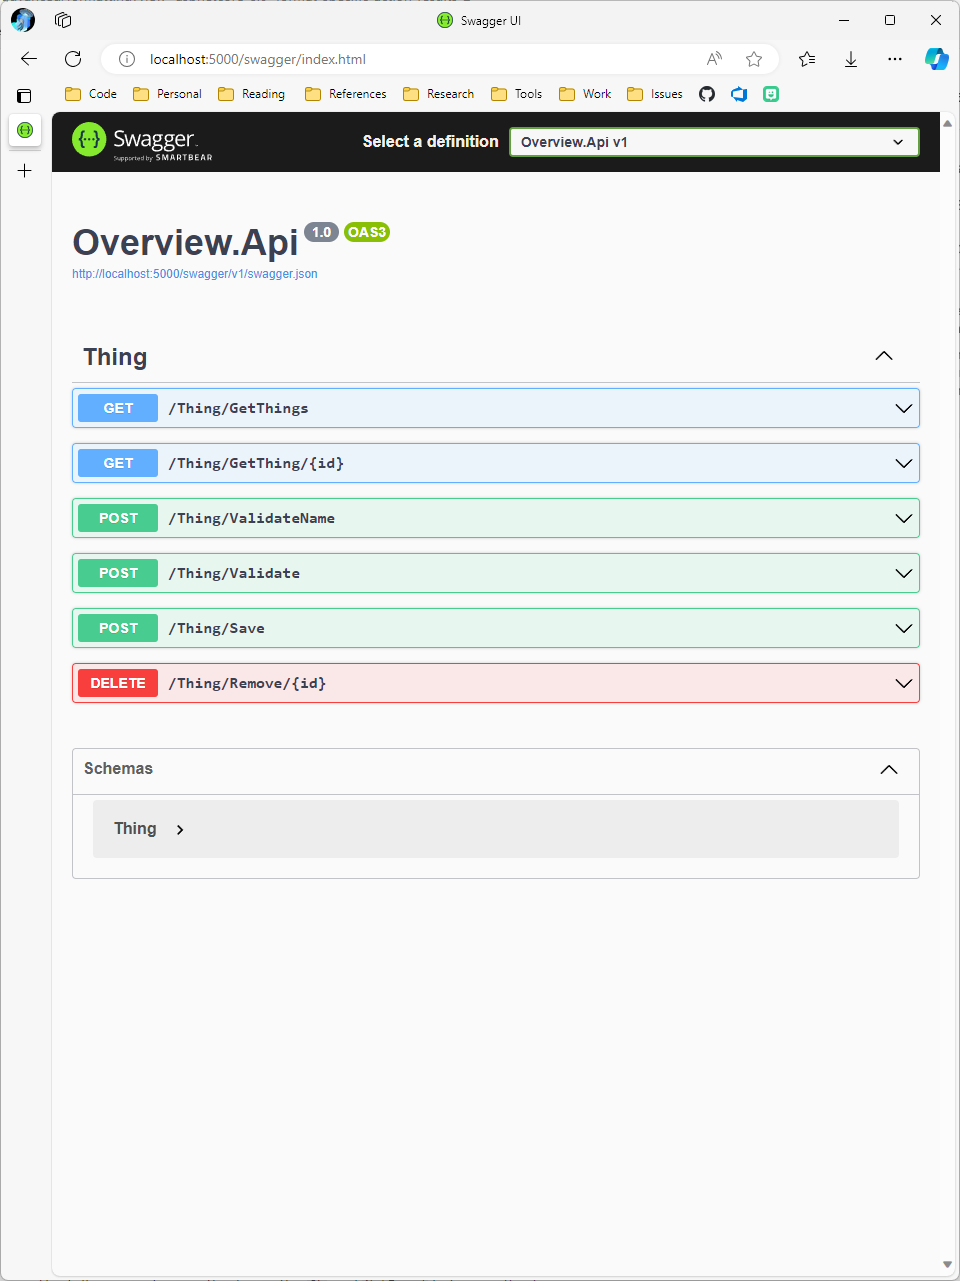 Swagger UI
localhost:5000/swagger/index.html
Code Personal Reading References Research Tools Work Issues
Swagger
Supported by SMARTBEAR
Select a definition
Overview.Api v1
Overview.Api 1.0 OAS3
http://localhost:5000/swagger/v1/swagger.json
Thing
GET /Thing/GetThings
GET /Thing/GetThing/{id}
POST /Thing/ValidateName
POST /Thing/Validate
POST /Thing/Save
DELETE /Thing/Remove/{id}
Schemas
Thing